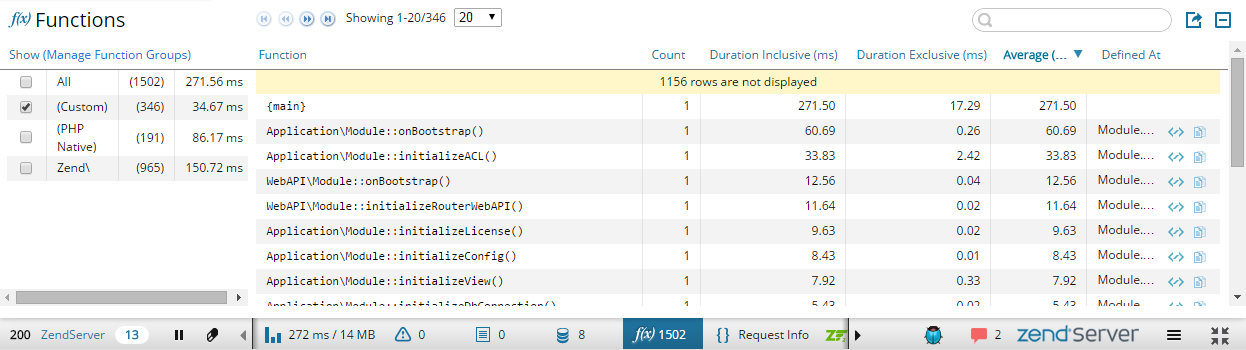 f(x) Functions
Showing 1-20/346 20
Show (Manage Function Groups)
All (1502) 271.56 ms
(Custom) (346) 34.67 ms
(PHP Native) (191) 86.17 ms
Zend\ (965) 150.72 ms
Function Count Duration Inclusive (ms) Duration Exclusive (ms) Average (... Defined At
1156 rows are not displayed
{main} 1 271.50 17.29 271.50
Application\Module::onBootstrap() 1 60.69 0.26 60.69 Module....
Application\Module::initializeACL() 1 33.83 2.42 33.83 Module....
WebAPI\Module::onBootstrap() 1 12.56 0.04 12.56 Module....
WebAPI\Module::initializeRouterWebAPI() 1 11.64 0.02 11.64 Module....
Application\Module::initializeLicense() 1 9.63 0.02 9.63 Module....
Application\Module::initializeConfig() 1 8.43 0.01 8.43 Module....
Application\Module::initializeView() 1 7.92 0.33 7.92 Module....
Application\Module::initializeDbConnection() 1 5.43 0.02 5.43 Module....
200 ZendServer 13 272 ms / 14 MB 0 0 8 f(x) 1502 {} Request Info ZF 2 zend Server